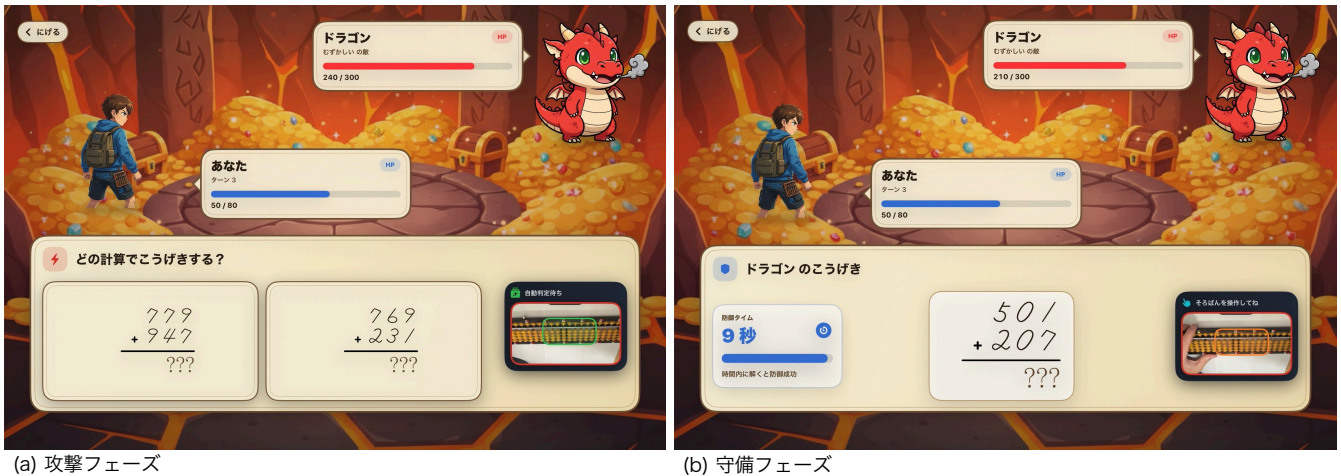 にげる
ドラゴン
HP
むずかしい の敵
240 / 300
あなた
HP
ターン 3
50 / 80
どの計算でこうげきする？
779
+ 947
???
769
+ 231
???
自動判定待ち
(a) 攻撃フェーズ
にげる
ドラゴン
HP
むずかしい の敵
210 / 300
あなた
HP
ターン 3
50 / 80
ドラゴン のこうげき
防御タイム
9 秒
時間内に解くと防御成功
501
+ 207
???
そろばんを操作してね
(b) 守備フェーズ